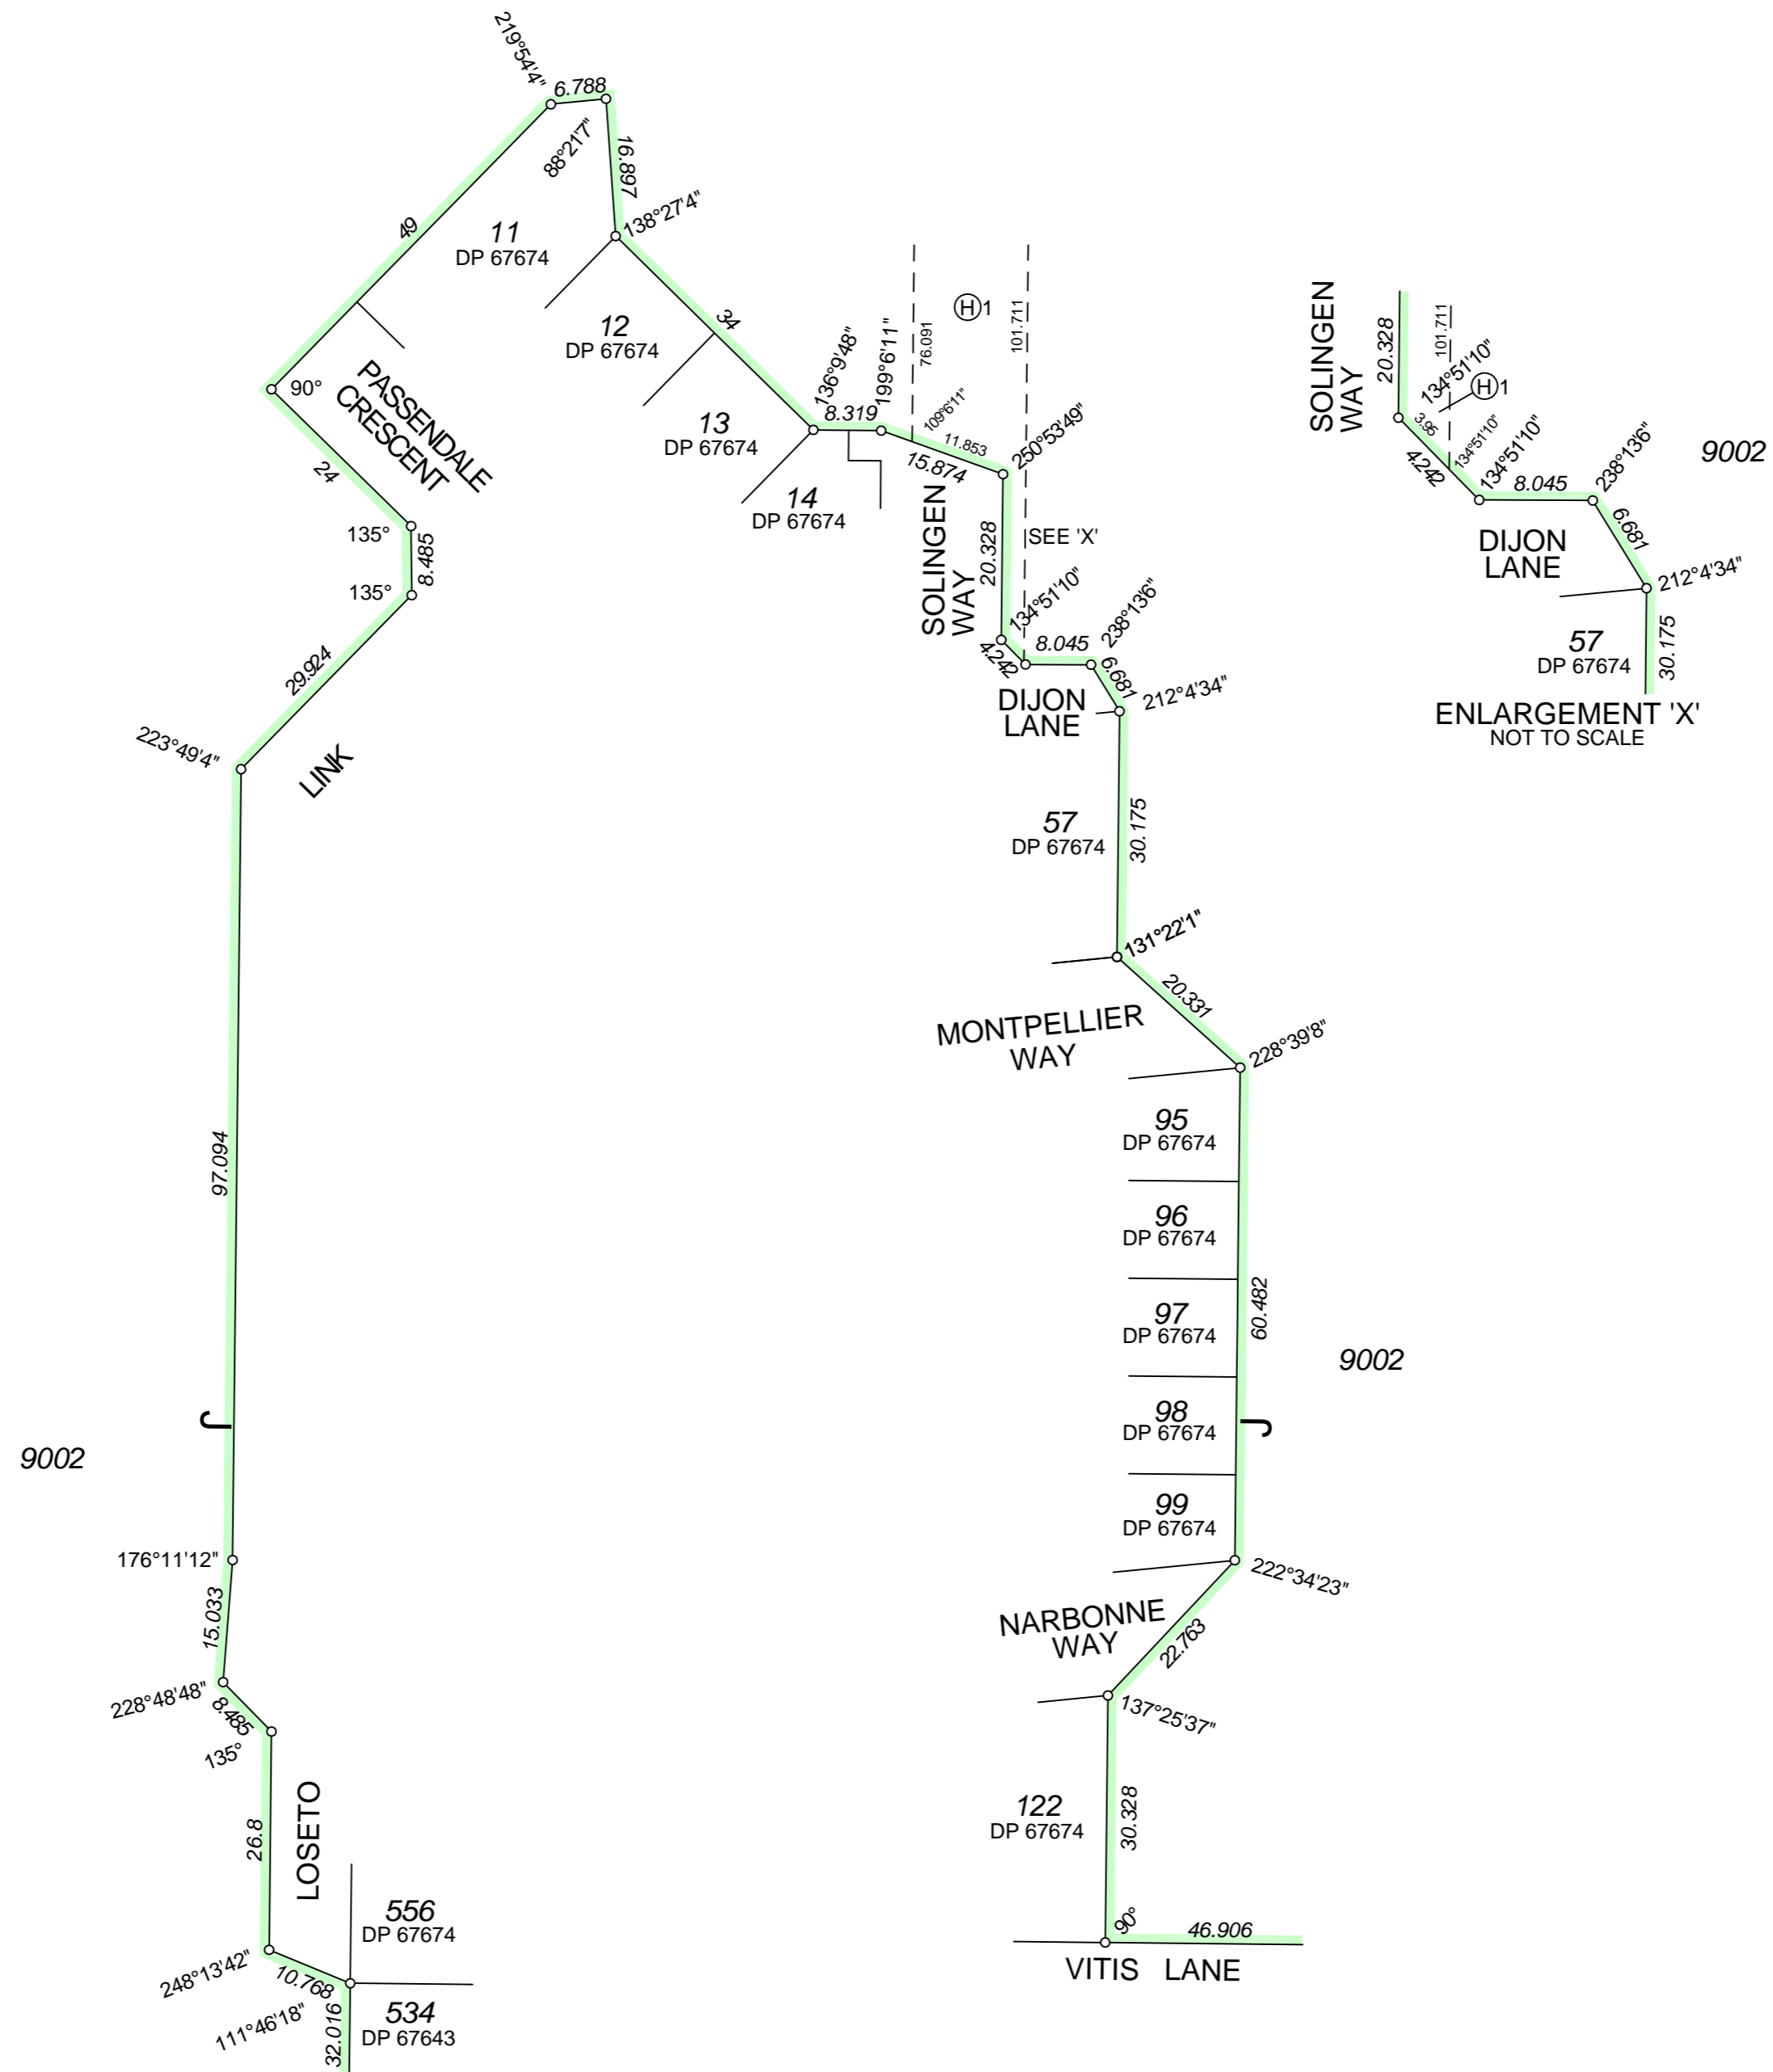 219°54'4"
6.788
88°21'7"
16.897
138°27'4"
49
11
DP 67674
12
DP 67674
34
13
DP 67674
14
DP 67674
136°9'48"
8.319
199°6'11"
76.091
H1
101.711
109°6'11"
11.853
15.874
250°53'49"
SOLINGEN
WAY
20.328
SEE 'X'
134°51'10"
4.242
8.045
238°13'6"
6.681
212°4'34"
DIJON
LANE
SOLINGEN
WAY
20.328
101.711
134°51'10"
H1
3.95
4.242
134°51'10"
134°51'10"
8.045
238°13'6"
6.681
DIJON
LANE
212°4'34"
57
DP 67674
30.175
ENLARGEMENT 'X'
NOT TO SCALE
9002
90°
PASSENDALE
CRESCENT
24
135°
8.485
135°
29.924
223°49'4"
LINK
57
DP 67674
30.175
131°22'1"
20.331
MONTPELLIER
WAY
228°39'8"
95
DP 67674
96
DP 67674
97
DP 67674
98
DP 67674
99
DP 67674
60.482
9002
J
97.094
J
9002
176°11'12"
15.033
228°48'48"
8.485
135°
222°34'23"
NARBONNE
WAY
22.763
137°25'37"
26.8
LOSETO
122
DP 67674
30.328
90°
46.906
VITIS LANE
556
DP 67674
248°13'42"
10.768
111°46'18"
32.016
534
DP 67643